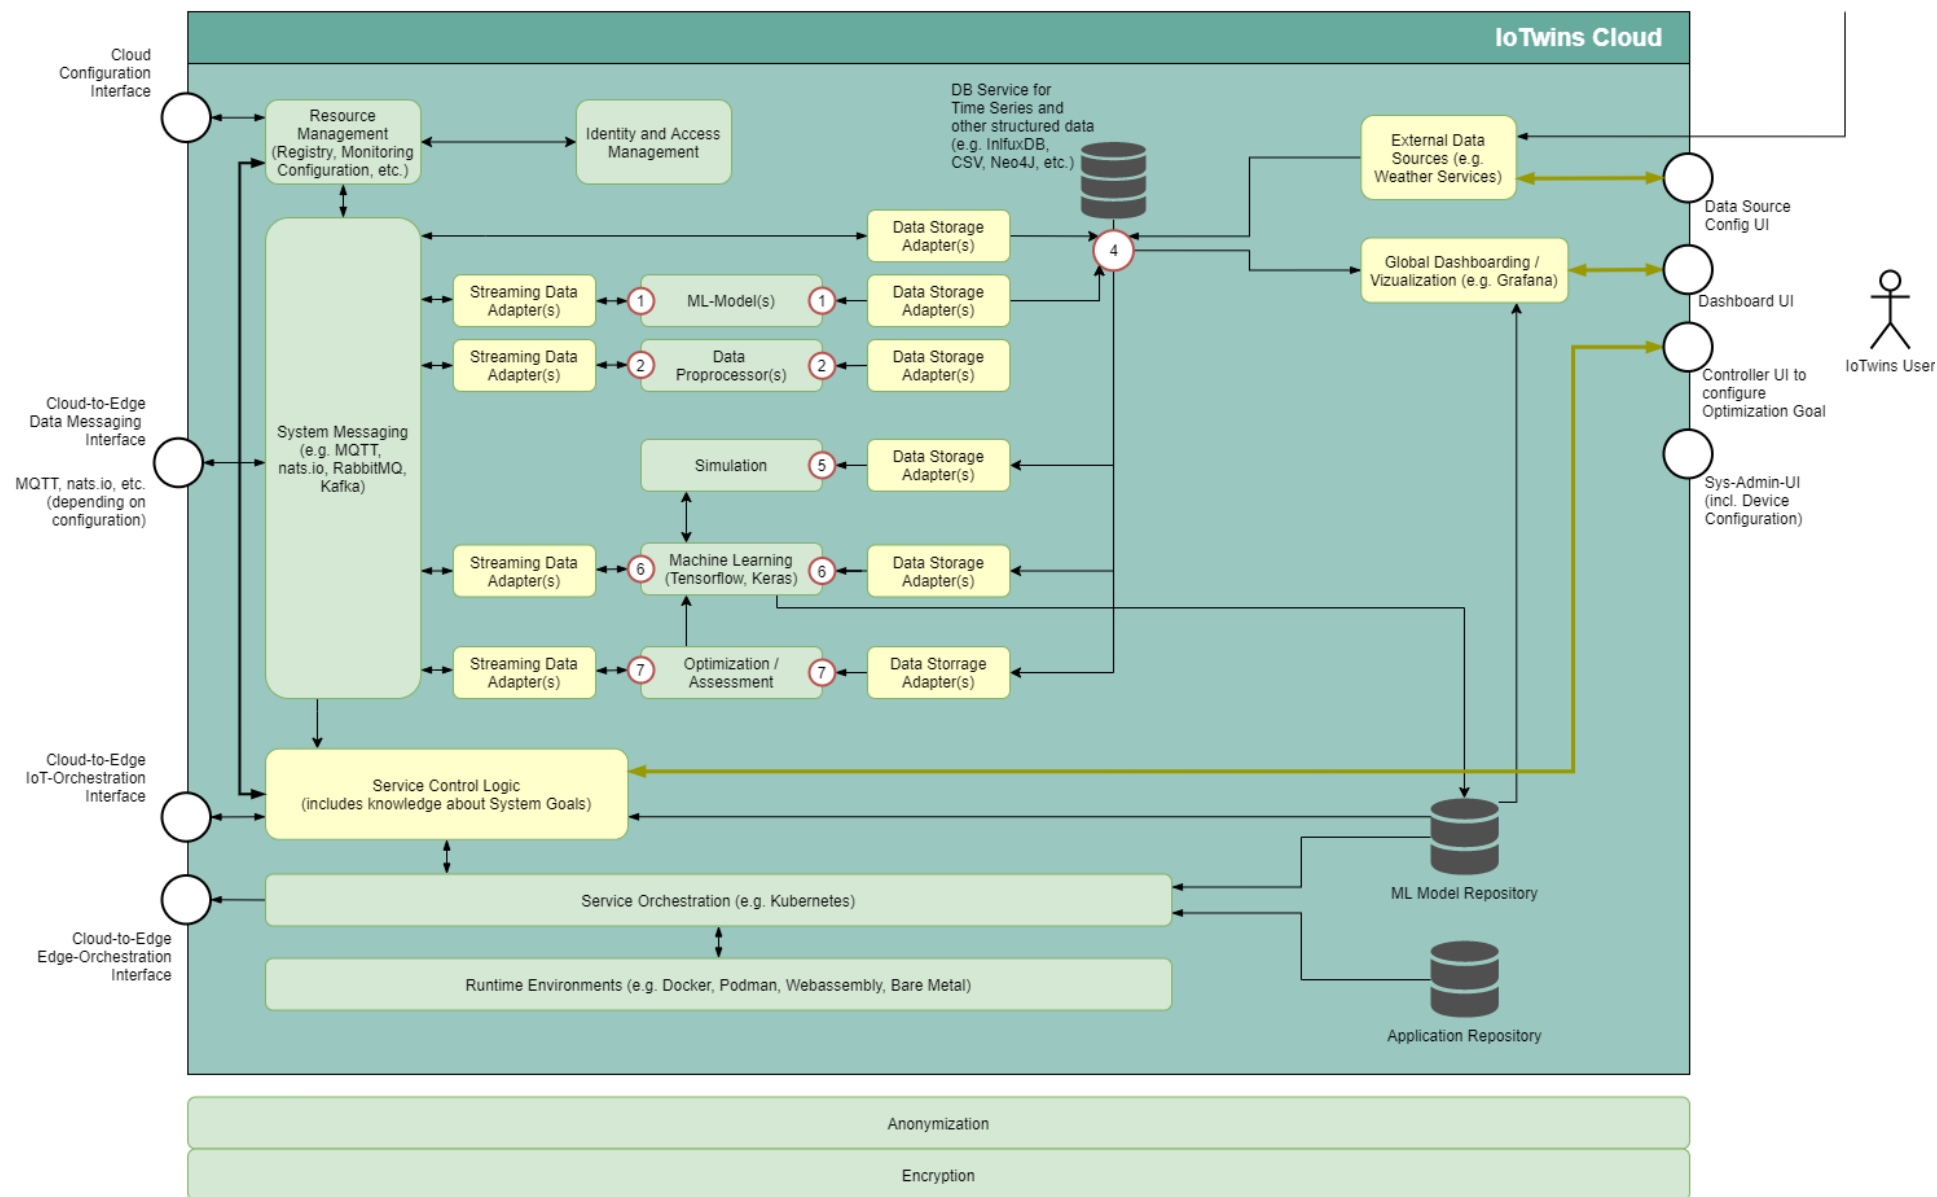 IoTwins Cloud
Cloud
Configuration
Interface
Resource
Management
(Registry, Monitoring
Configuration, etc.)
Identity and Access
Management
DB Service for
Time Series and
other structured data
(e.g. InlfuxDB,
CSV, Neo4J, etc.)
External Data
Sources (e.g.
Weather Services)
Data Source
Config UI
Data Storage
Adapter(s)
4
Global Dashboarding /
Vizualization (e.g. Grafana)
Dashboard UI
Streaming Data
Adapter(s)
1
ML-Model(s)
1
Data Storage
Adapter(s)
Streaming Data
Adapter(s)
2
Data
Proprocessor(s)
2
Data Storage
Adapter(s)
IoTwins User
Controller UI to
configure
Optimization Goal
Cloud-to-Edge
Data Messaging
Interface
MQTT, nats.io, etc.
(depending on
configuration)
System Messaging
(e.g. MQTT,
nats.io, RabbitMQ,
Kafka)
Simulation
5
Data Storage
Adapter(s)
Sys-Admin-UI
(incl. Device
Configuration)
Streaming Data
Adapter(s)
6
Machine Learning
(Tensorflow, Keras)
6
Data Storage
Adapter(s)
Streaming Data
Adapter(s)
7
Optimization /
Assessment
7
Data Storrage
Adapter(s)
Cloud-to-Edge
IoT-Orchestration
Interface
Service Control Logic
(includes knowledge about System Goals)
ML Model Repository
Service Orchestration (e.g. Kubernetes)
Cloud-to-Edge
Edge-Orchestration
Interface
Runtime Environments (e.g. Docker, Podman, Webassembly, Bare Metal)
Application Repository
Anonymization
Encryption